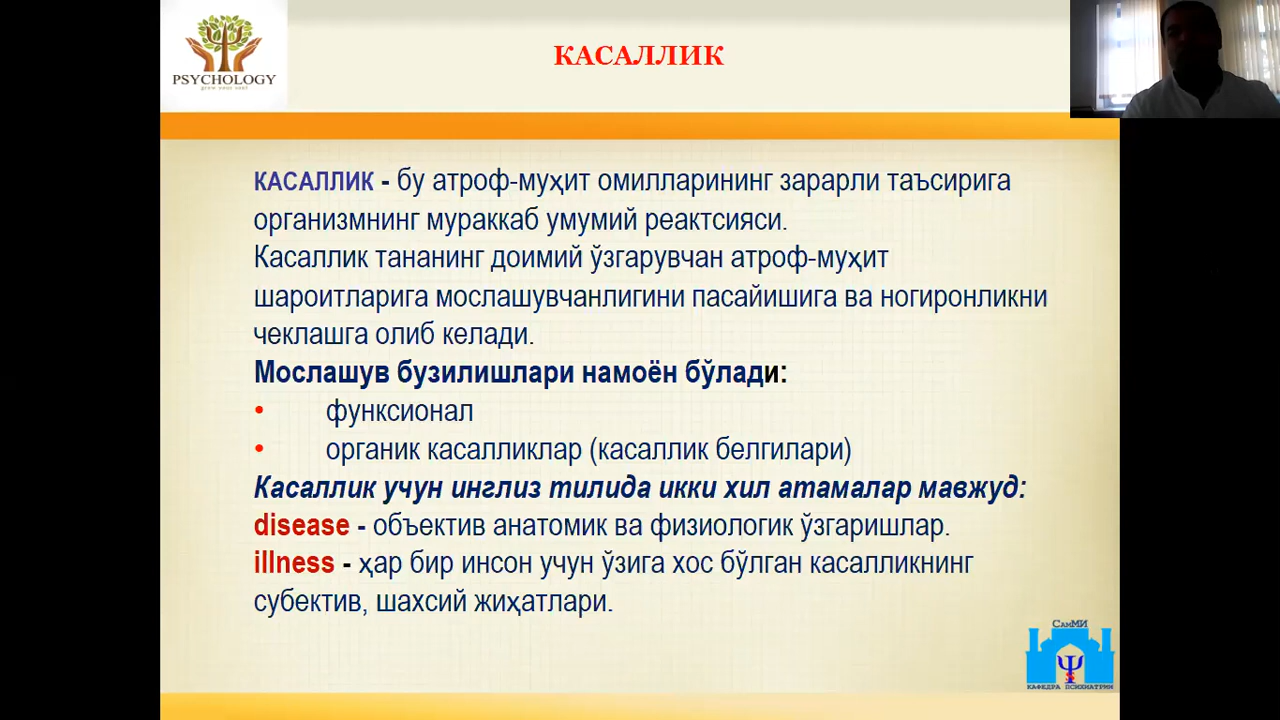 PSYCHOLOGY
grow your soul
КАСАЛЛИК
КАСАЛЛИК - бу атроф-муҳит омилларининг зарарли таъсирига
организмнинг мураккаб умумий реактсияси.
Касаллик тананинг доимий ўзгарувчан атроф-муҳит
шароитларига мослашувчанлигини пасайишига ва ногиронликни
чеклашга олиб келади.
Мослашув бузилишлари намоён бўлади:
• функсионал
• органик касалликлар (касаллик белгилари)
Касаллик учун инглиз тилида икки хил атамалар мавжуд:
disease - объектив анатомик ва физиологик ўзгаришлар.
illness - ҳар бир инсон учун ўзига хос бўлган касалликнинг
субектив, шахсий жиҳатлари.
СамМИ
КАФЕДРА ПСИХИАТРИИ